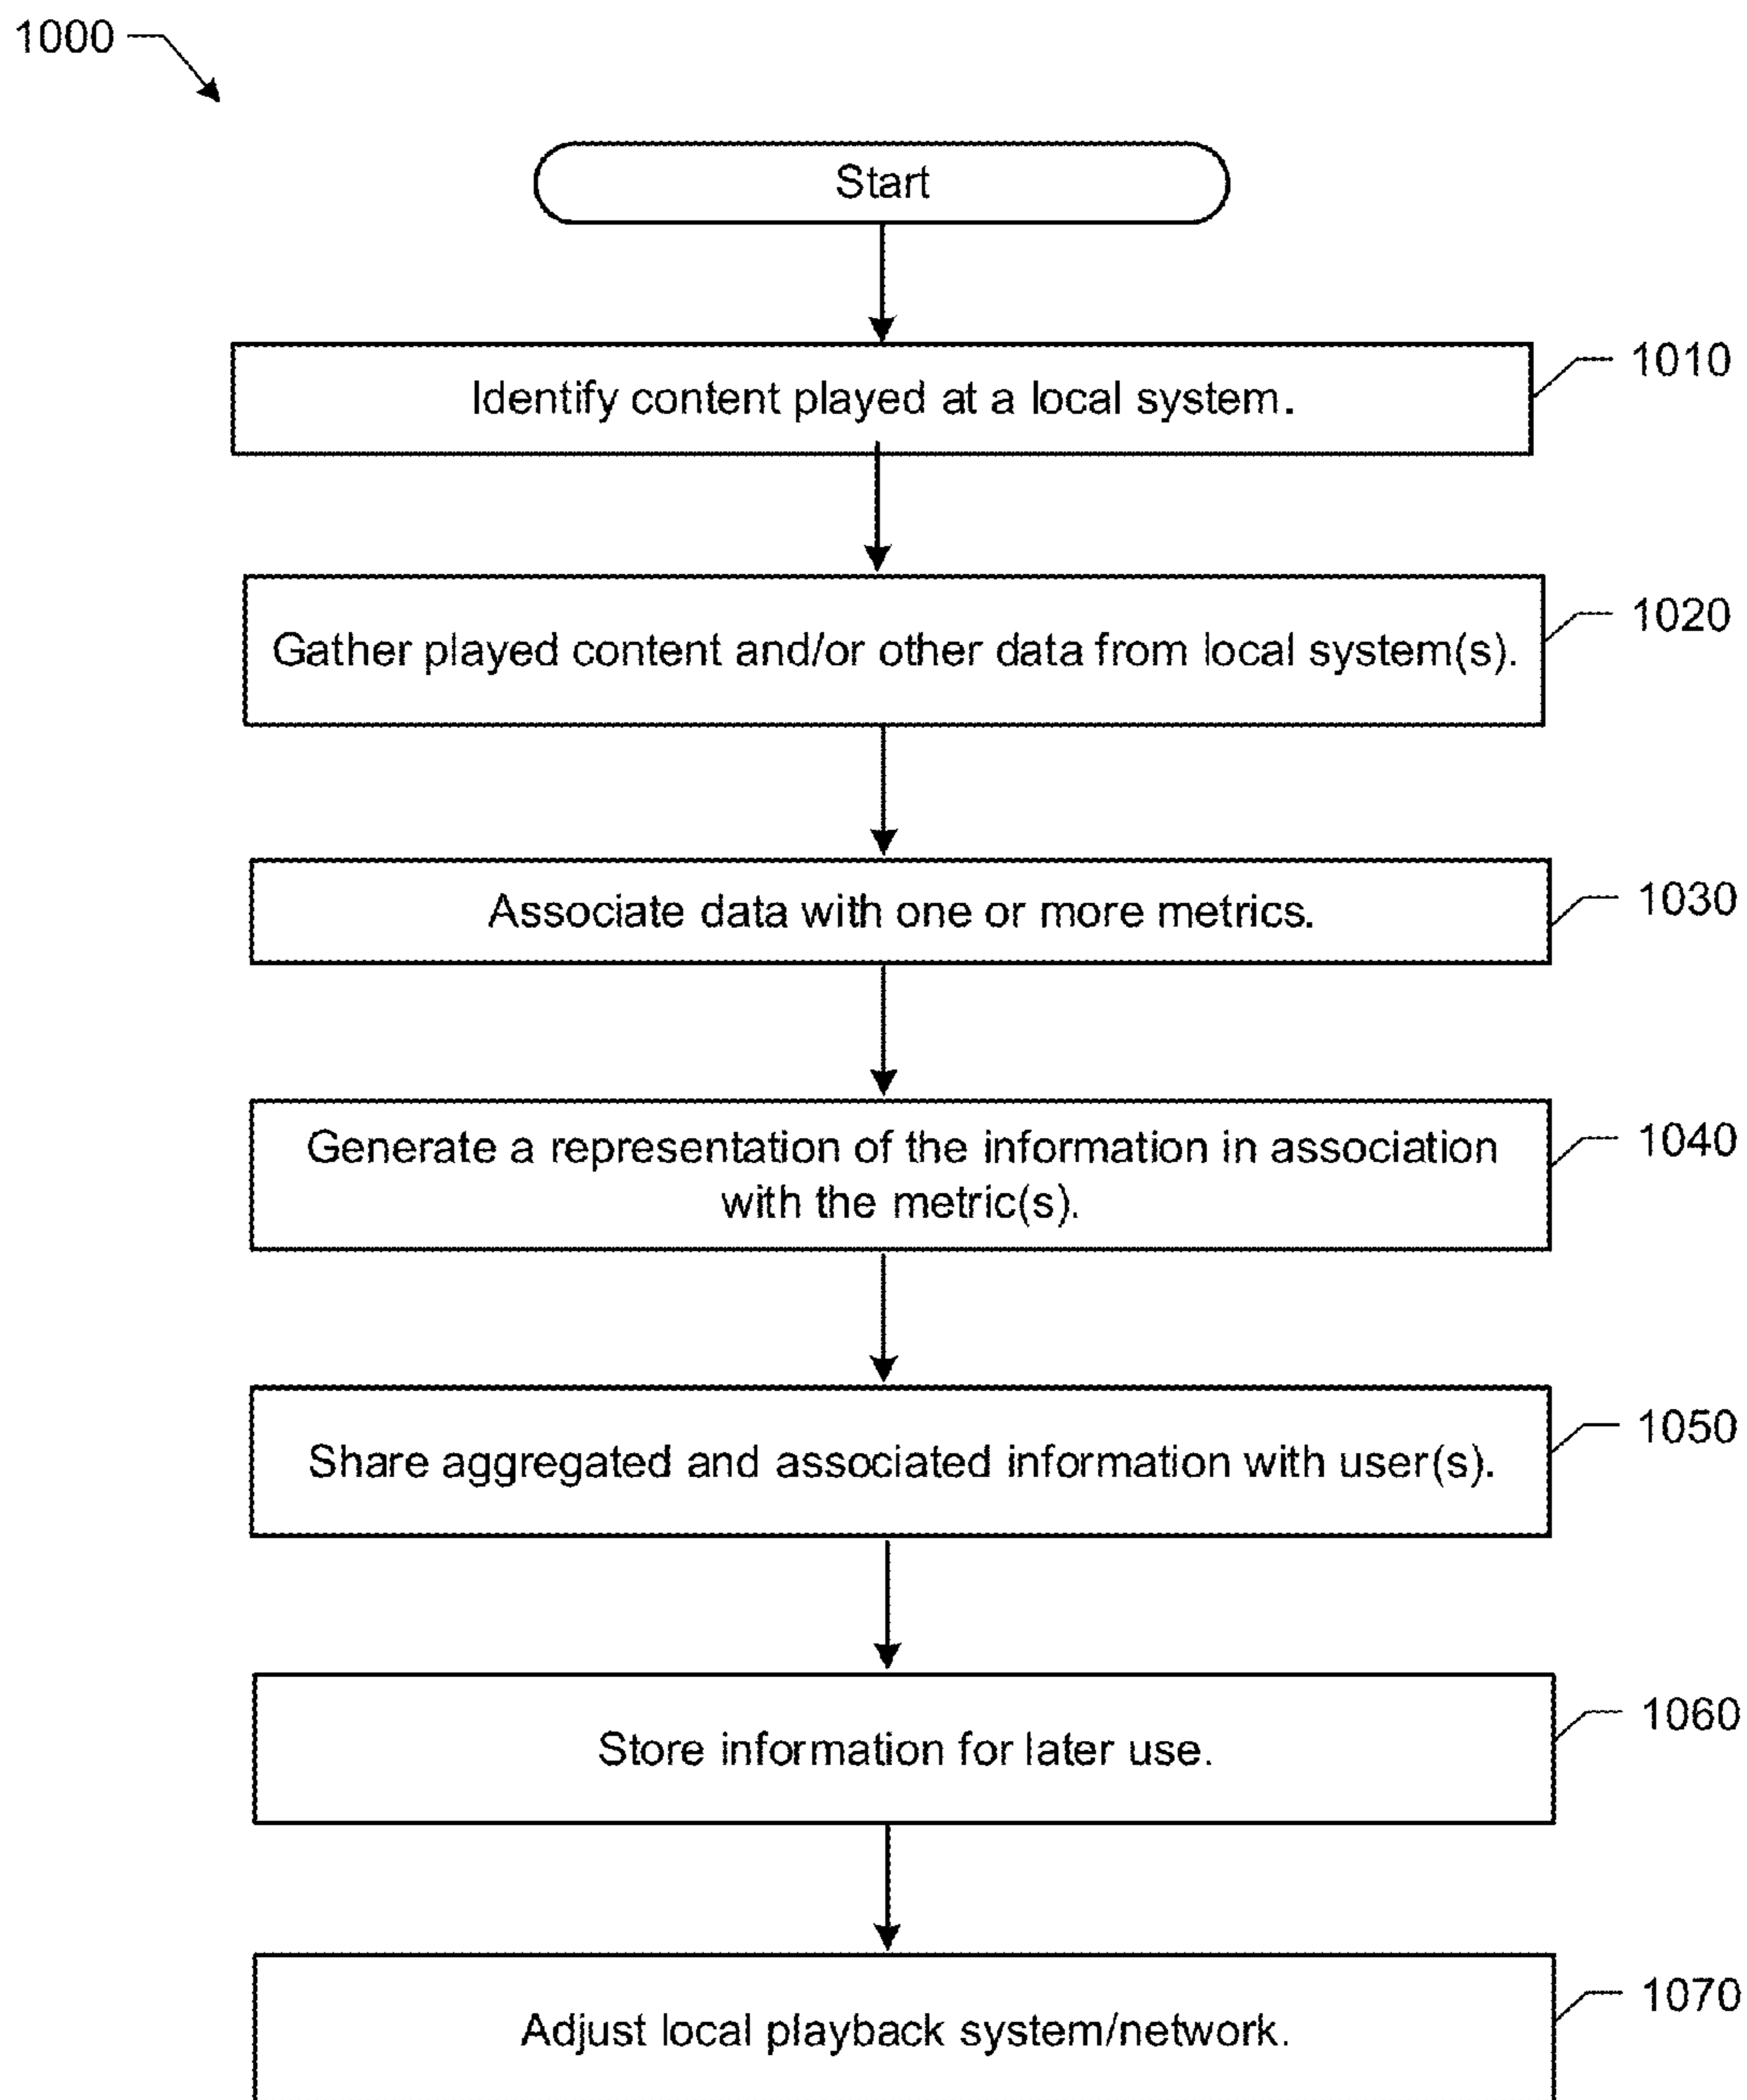 1000
Start
Identify content played at a local system.
1010
Gather played content and/or other data from local system(s).
1020
Associate data with one or more metrics.
1030
Generate a representation of the information in association
with the metric(s).
1040
Share aggregated and associated information with user(s).
1050
Store information for later use.
1060
Adjust local playback system/network.
1070